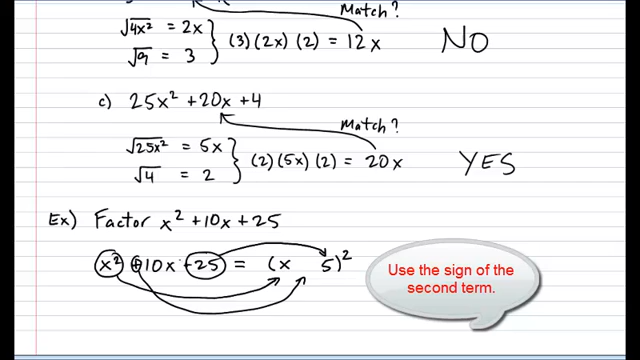 Match?
√4x² = 2x
√9 = 3
(3)(2x)(2) = 12x
NO
c) 25x² + 20x + 4
Match?
√25x² = 5x
√4 = 2
(2)(5x)(2) = 20x
YES
Ex) Factor x² + 10x + 25
x² + 10x + 25 = (x 5)²
Use the sign of the
second term.